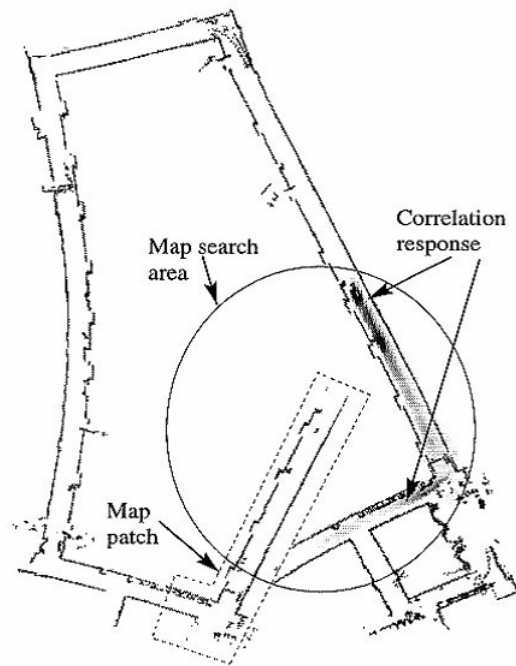 Correlation
response
Map search
area
Map
patch